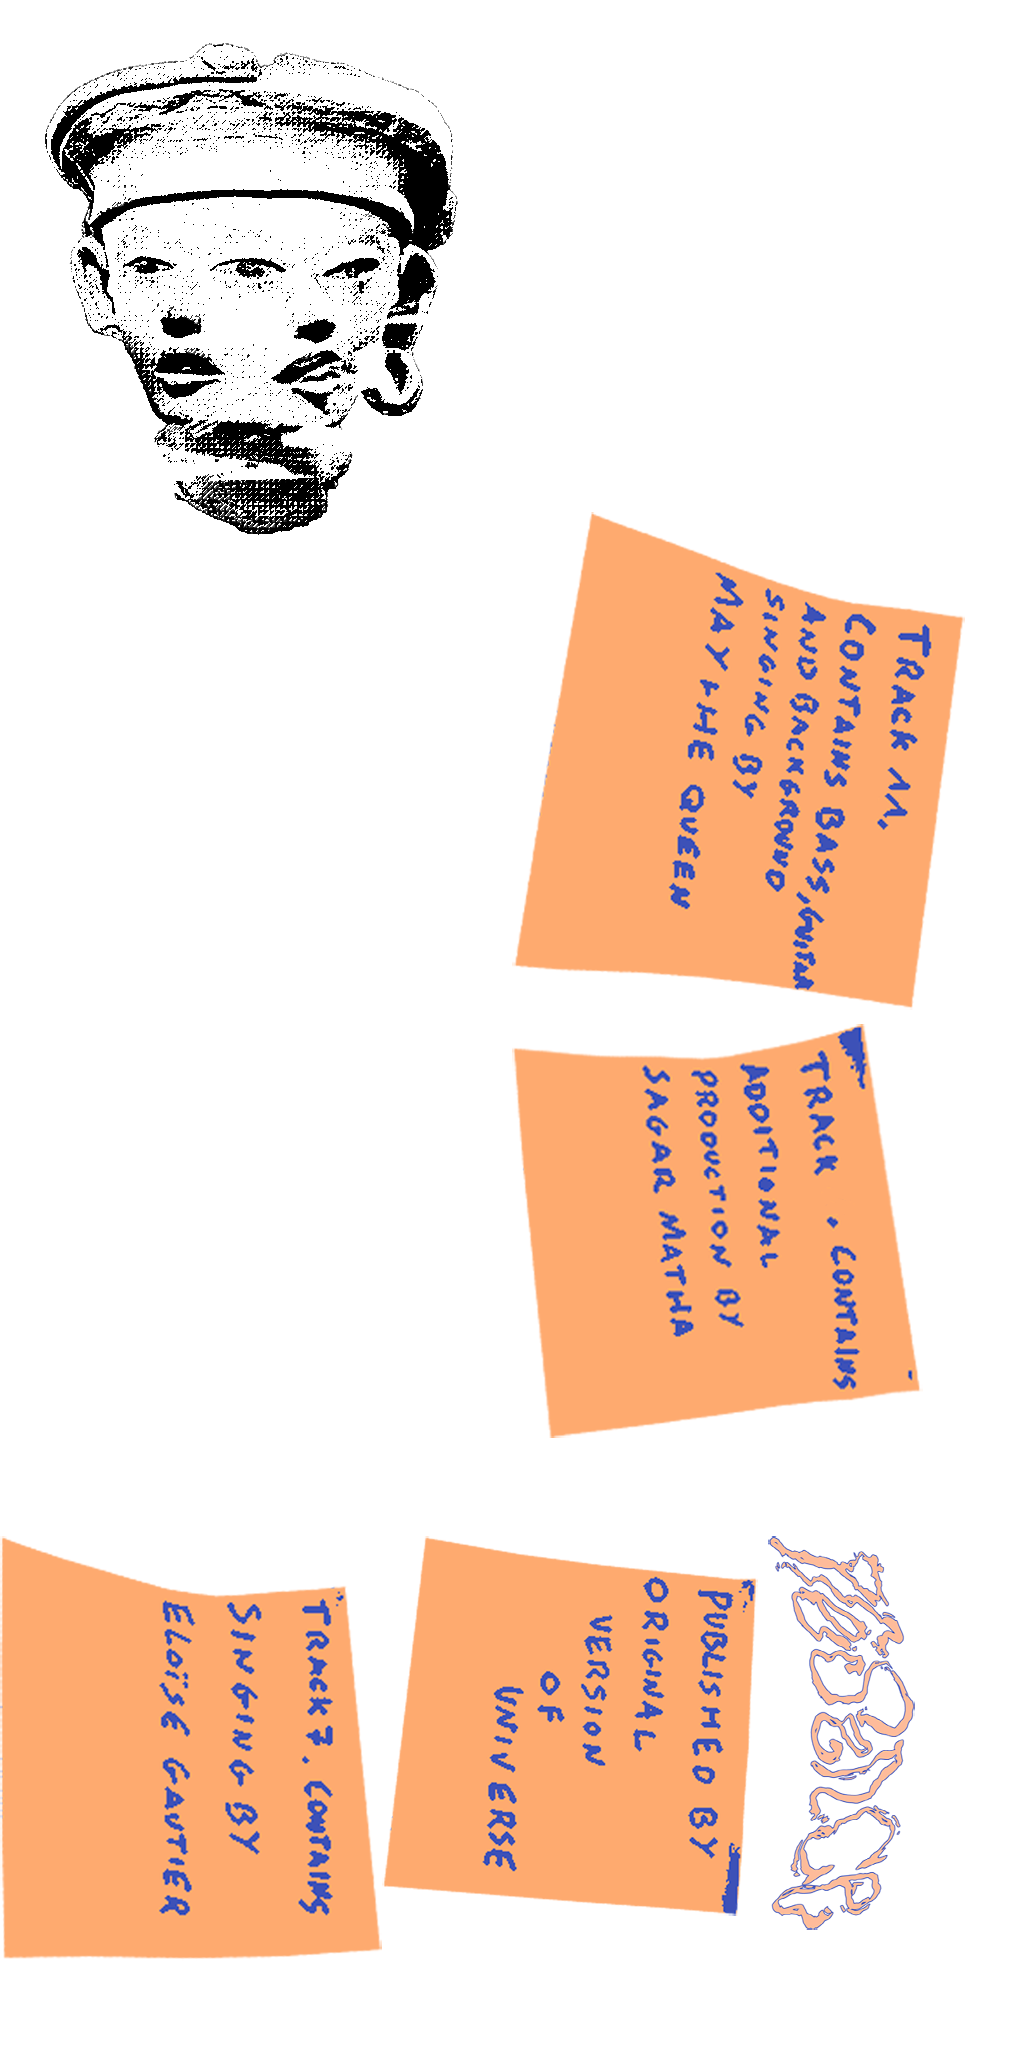 TRACK 11.
CONTAINS BASS, GUITAR
AND BACKGROUND
SINGING BY
MAY THE QUEEN
TRACK . CONTAINS
ADDITIONAL
PRODUCTION BY
SAGAR MATHA
PUBLISHED BY
ORIGINAL
VERSION
OF
UNIVERSE
TRACK 7. CONTAINS
SINGING BY
ELOÏSE GAUTIER